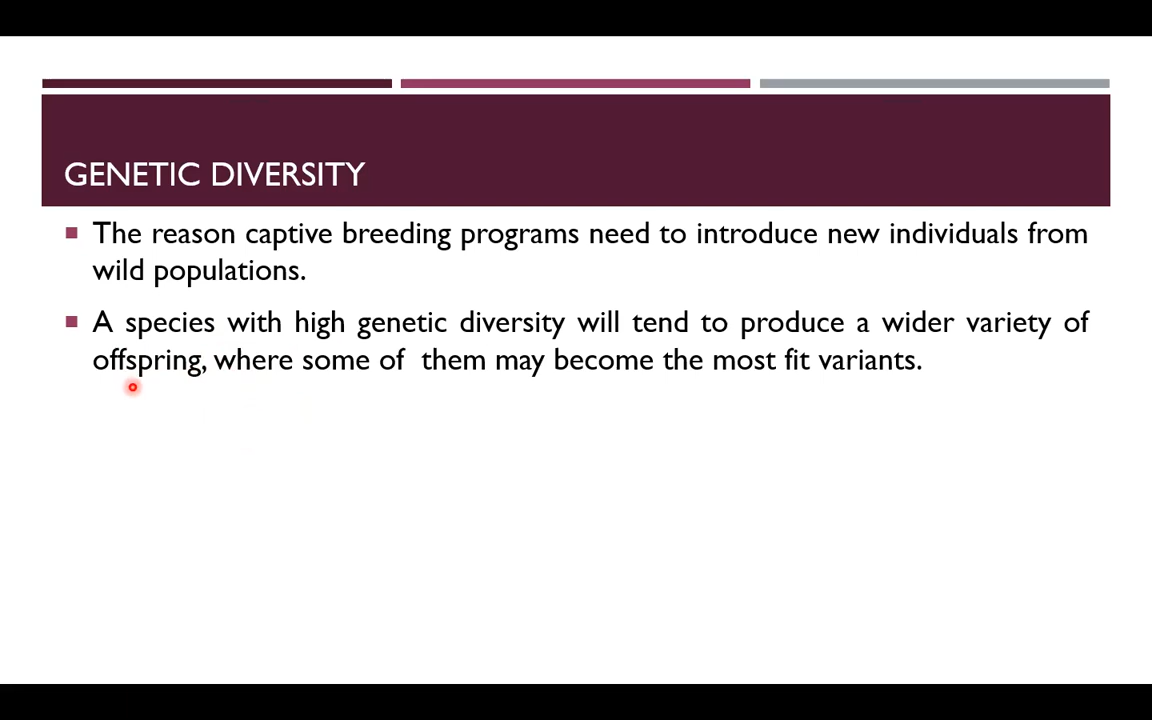 GENETIC DIVERSITY
The reason captive breeding programs need to introduce new individuals from
wild populations.
A species with high genetic diversity will tend to produce a wider variety of
offspring, where some of  them may become the most fit variants.